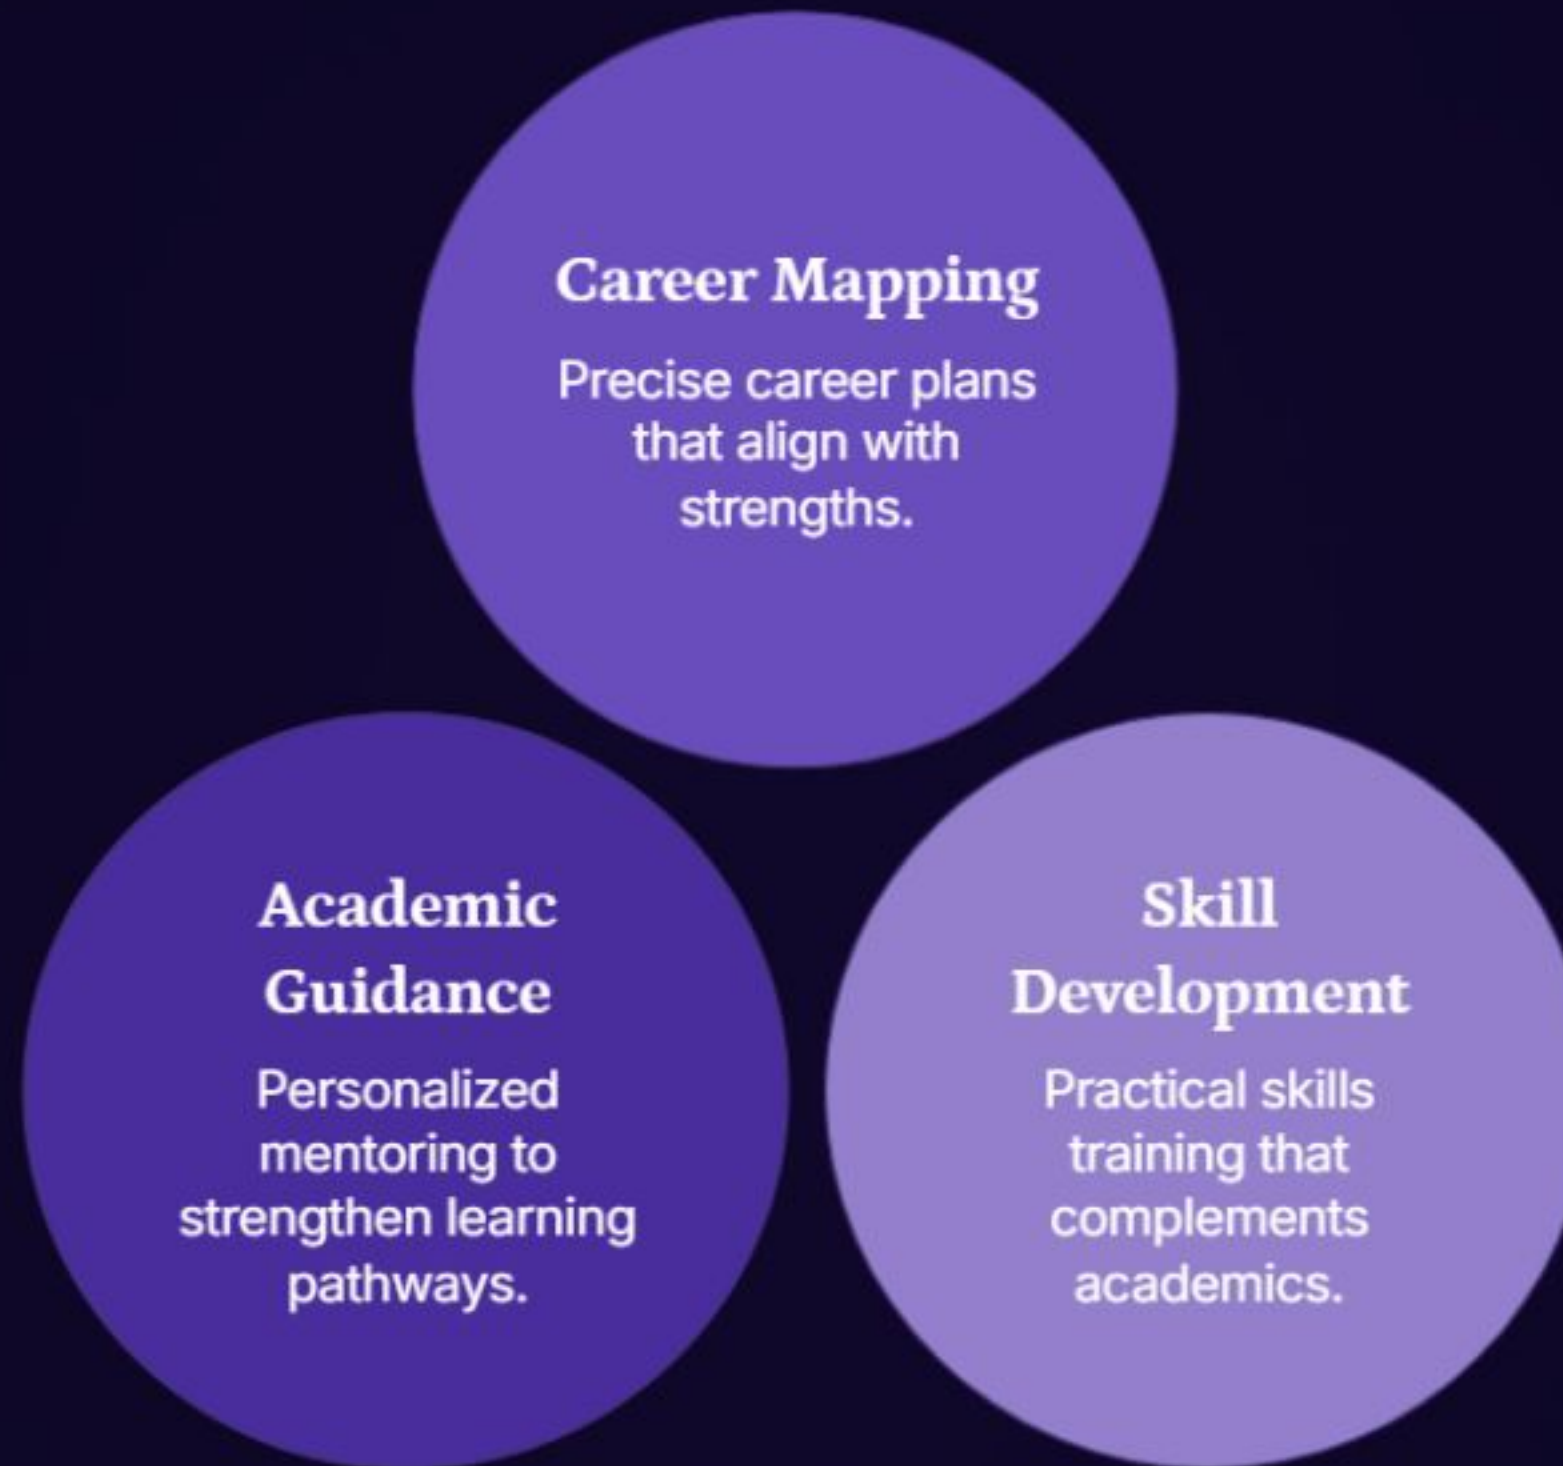 Career Mapping
Precise career plans
that align with
strengths.
Academic
Guidance
Personalized
mentoring to
strengthen learning
pathways.
Skill
Development
Practical skills
training that
complements
academics.